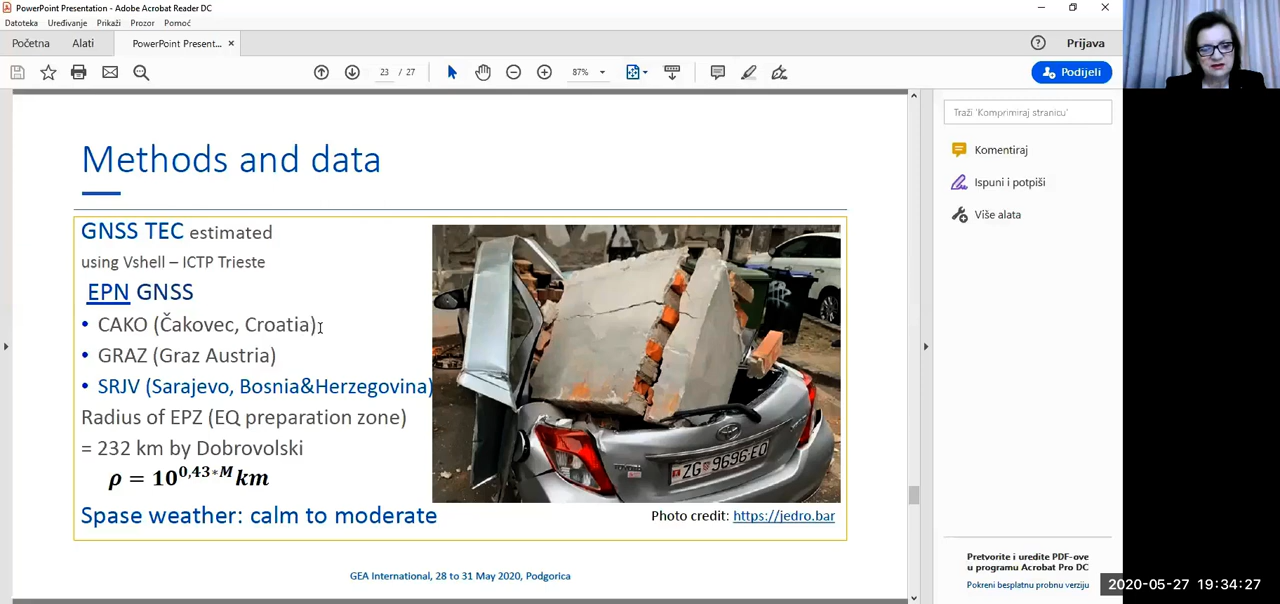 PowerPoint Presentation - Adobe Acrobat Reader DC
Datoteka Uređivanje Prikaži Prozor Pomoć
Početna Alati PowerPoint Present... ×
Prijava
23 / 27
87%
Podijeli
Traži 'Komprimiraj stranicu'
Komentiraj
Ispuni i potpiši
Više alata
Methods and data
GNSS TEC estimated
using Vshell – ICTP Trieste
EPN GNSS
• CAKO (Čakovec, Croatia)
• GRAZ (Graz Austria)
• SRJV (Sarajevo, Bosnia&Herzegovina)
Radius of EPZ (EQ preparation zone)
= 232 km by Dobrovolski
ρ = 10^0,43*M km
Spase weather: calm to moderate
ZG 9696-EO
Photo credit: https://jedro.bar
GEA International, 28 to 31 May 2020, Podgorica
Pretvorite i uredite PDF-ove
u programu Acrobat Pro DC
Pokreni besplatnu probnu verziju
2020-05-27 19:34:27